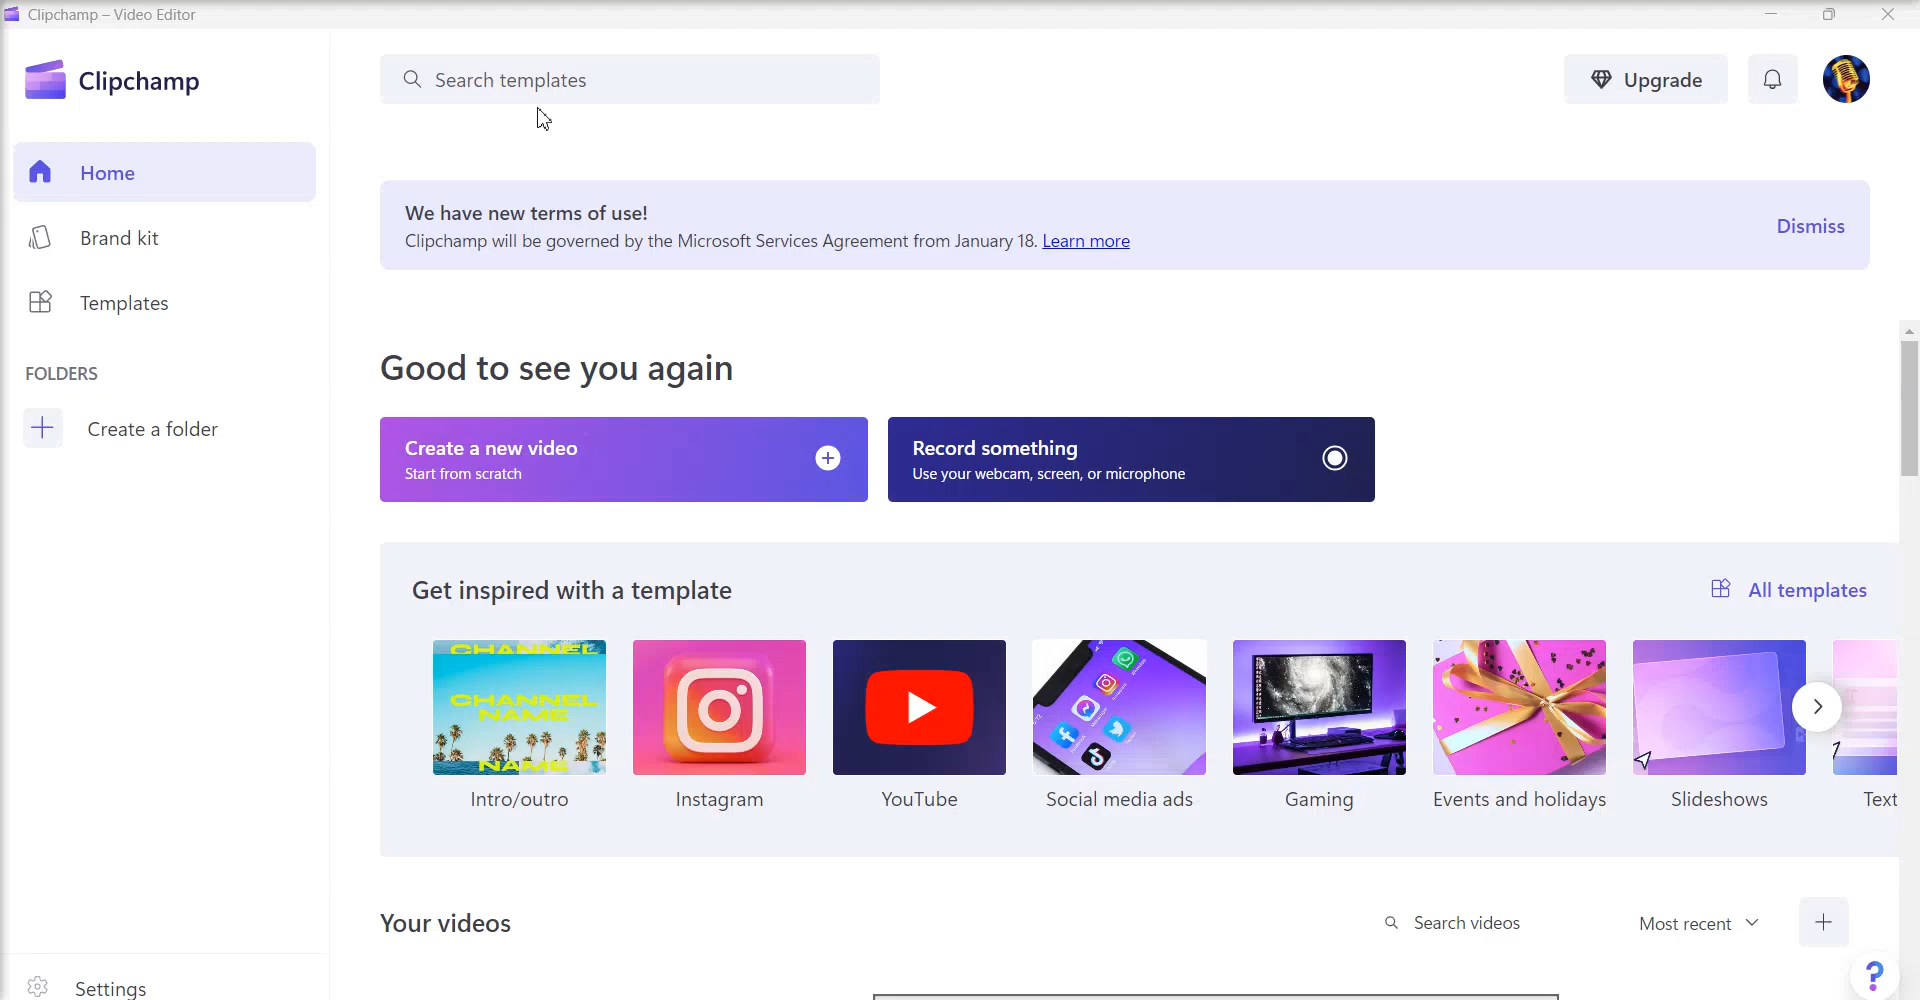 Clipchamp – Video Editor
Clipchamp
Search templates
Upgrade
Home
Brand kit
Templates
FOLDERS
Create a folder
Settings
We have new terms of use!
Clipchamp will be governed by the Microsoft Services Agreement from January 18. Learn more
Dismiss
Good to see you again
Create a new video
Start from scratch
Record something
Use your webcam, screen, or microphone
Get inspired with a template
All templates
CHANNEL
CHANNEL
NAME
NAME
Intro/outro
Instagram
YouTube
Social media ads
Gaming
Events and holidays
Slideshows
Text
Your videos
Search videos
Most recent
?